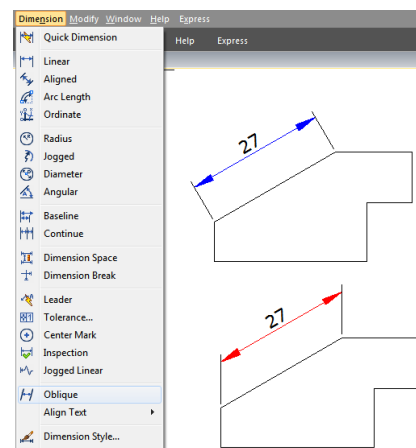 Dimension Modify Window Help Express
Quick Dimension
Help Express
Linear
Aligned
Arc Length
Ordinate
Radius
Jogged
Diameter
Angular
Baseline
Continue
Dimension Space
Dimension Break
Leader
Tolerance...
Center Mark
Inspection
Jogged Linear
Oblique
Align Text
Dimension Style...
27
27